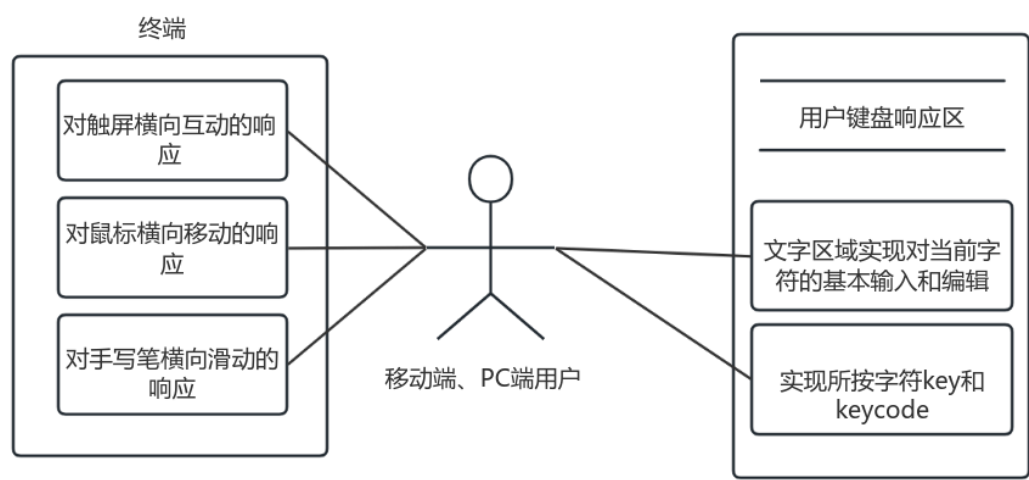 终端
对触屏横向互动的响
应
对鼠标横向移动的响
应
对手写笔横向滑动的
响应
移动端、PC端用户
用户键盘响应区
文字区域实现对当前字
符的基本输入和编辑
实现所按字符key和
keycode